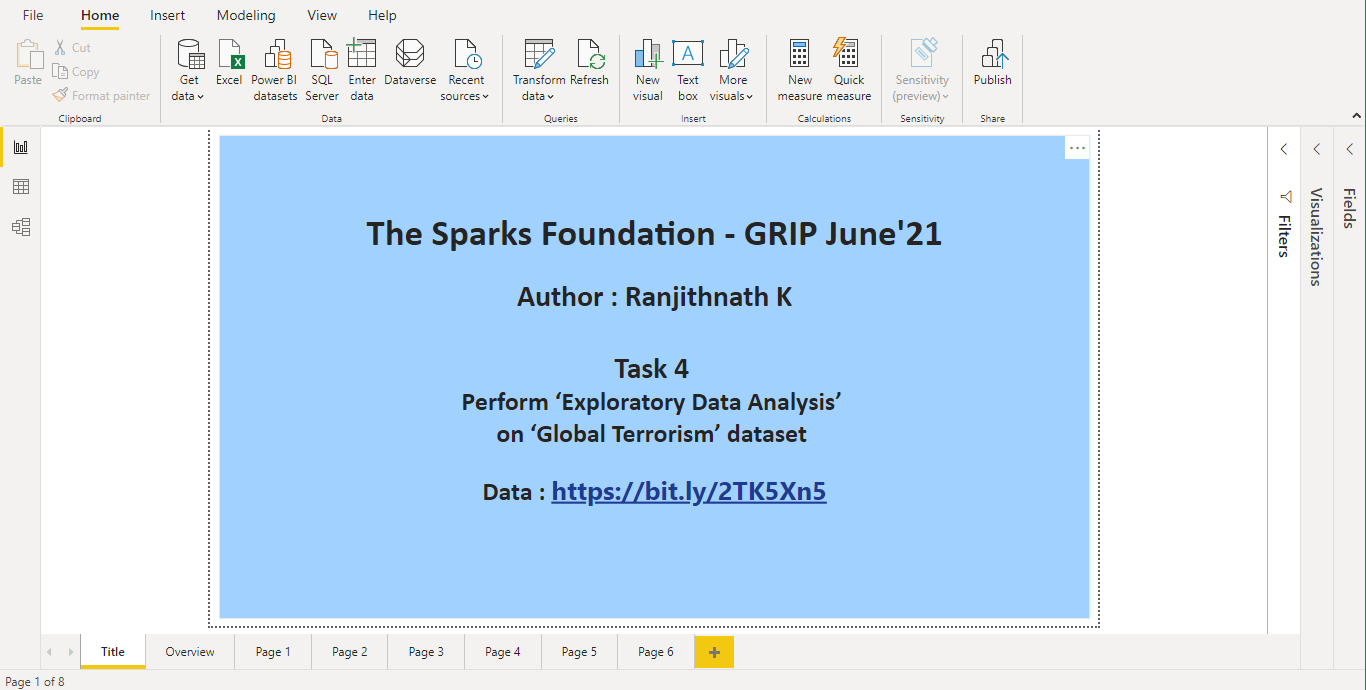 File Home Insert Modeling View Help
Paste
Cut
Copy
Format painter
Clipboard
Get data
Excel
Power BI datasets
SQL Server
Enter data
Dataverse
Recent sources
Data
Transform data
Refresh
Queries
New visual
Text box
More visuals
Insert
New measure
Quick measure
Calculations
Sensitivity (preview)
Sensitivity
Publish
Share
The Sparks Foundation - GRIP June'21
Author : Ranjithnath K
Task 4
Perform ‘Exploratory Data Analysis’
on ‘Global Terrorism’ dataset
Data : https://bit.ly/2TK5Xn5
Filters
Visualizations
Fields
Title Overview Page 1 Page 2 Page 3 Page 4 Page 5 Page 6
Page 1 of 8